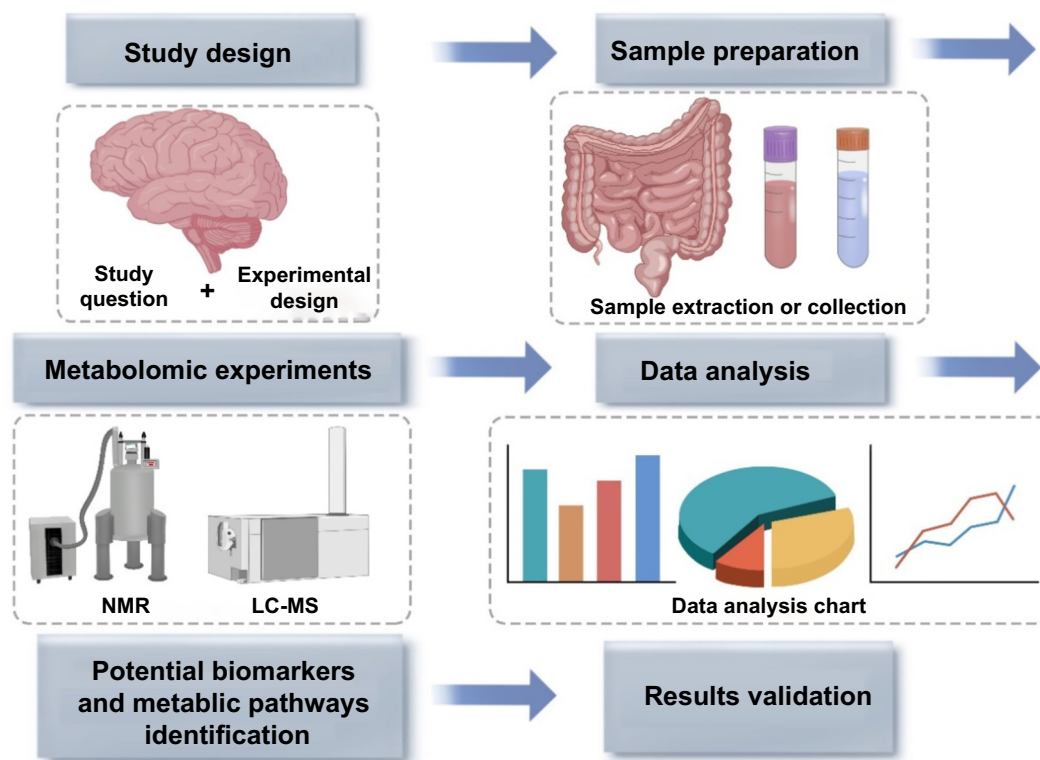 Study design
Sample preparation
Study
question
+
Experimental
design
Sample extraction or collection
Metabolomic experiments
Data analysis
NMR
LC-MS
Data analysis chart
Potential biomarkers
and metablic pathways
identification
Results validation